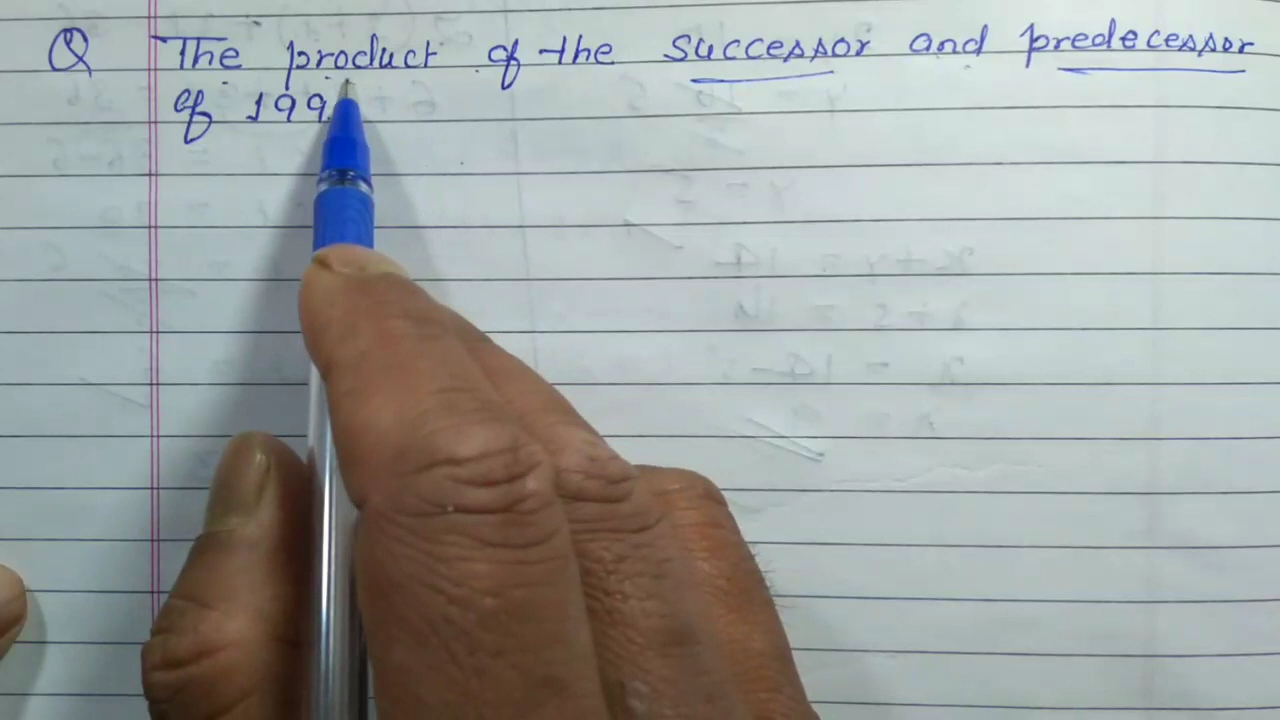 Q The product of the successor and predecessor
of 199